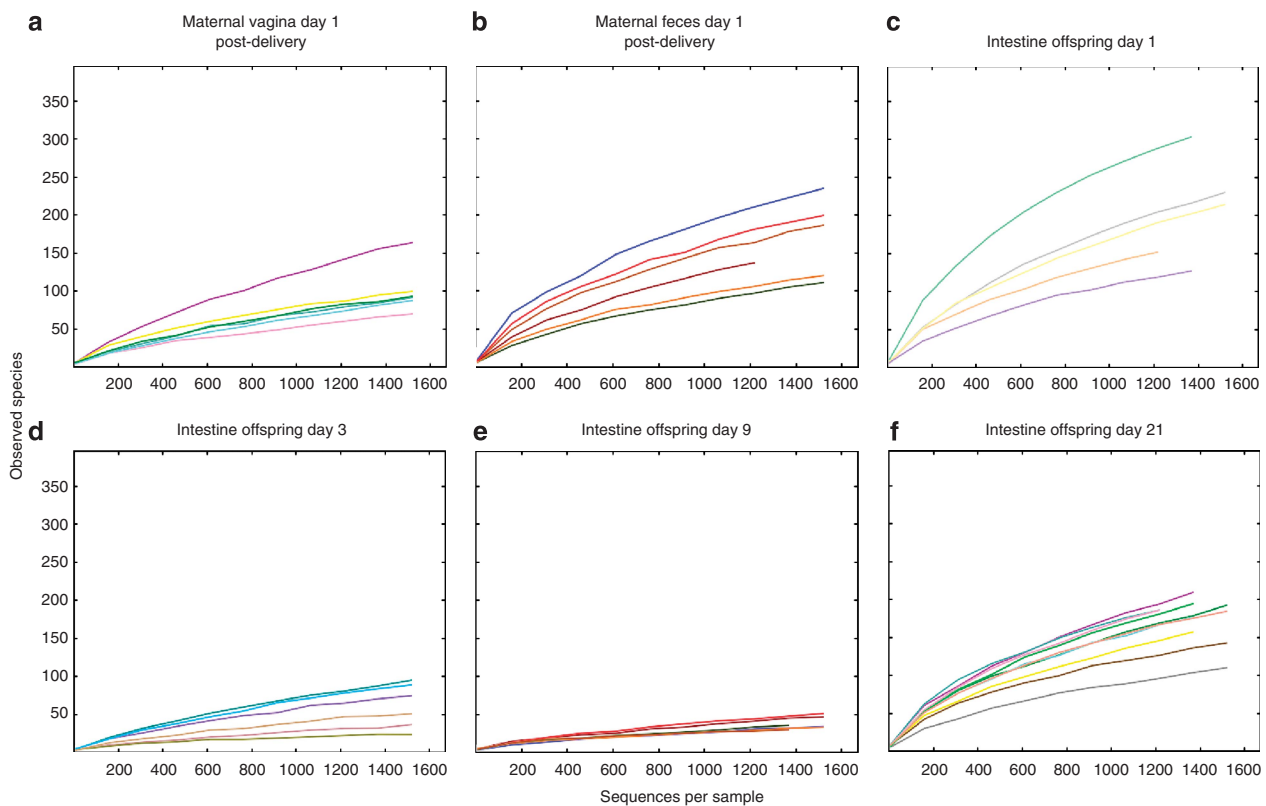 a
Maternal vagina day 1
post-delivery
b
Maternal feces day 1
post-delivery
c
Intestine offspring day 1
350
300
250
200
150
100
50
200 400 600 800 1000 1200 1400 1600
200 400 600 800 1000 1200 1400 1600
200 400 600 800 1000 1200 1400 1600
Observed species
d
Intestine offspring day 3
e
Intestine offspring day 9
f
Intestine offspring day 21
350
300
250
200
150
100
50
200 400 600 800 1000 1200 1400 1600
200 400 600 800 1000 1200 1400 1600
200 400 600 800 1000 1200 1400 1600
Sequences per sample